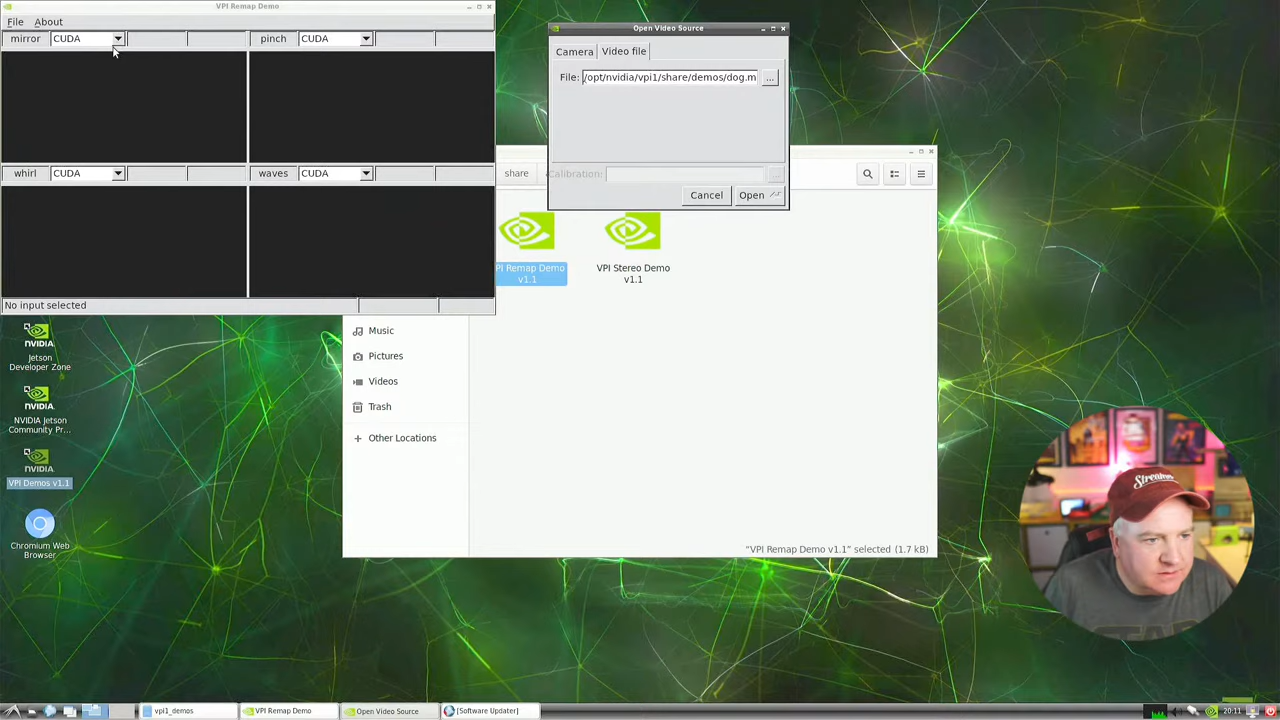 VPI Remap Demo
File About
mirror CUDA
pinch CUDA
whirl CUDA
waves CUDA
No input selected
Open Video Source
Camera Video file
File: /opt/nvidia/vpi1/share/demos/dog.m ...
Calibration: ...
Cancel Open
share
PI Remap Demo
v1.1
VPI Stereo Demo
v1.1
Music
Pictures
Videos
Trash
Other Locations
"VPI Remap Demo v1.1" selected (1.7 kB)
NVIDIA
Jetson
Developer Zone
NVIDIA
NVIDIA Jetson
Community Pr...
NVIDIA
VPI Demos v1.1
Chromium Web
Browser
vpi1_demos
VPI Remap Demo
Open Video Source
[Software Updater]
20:11